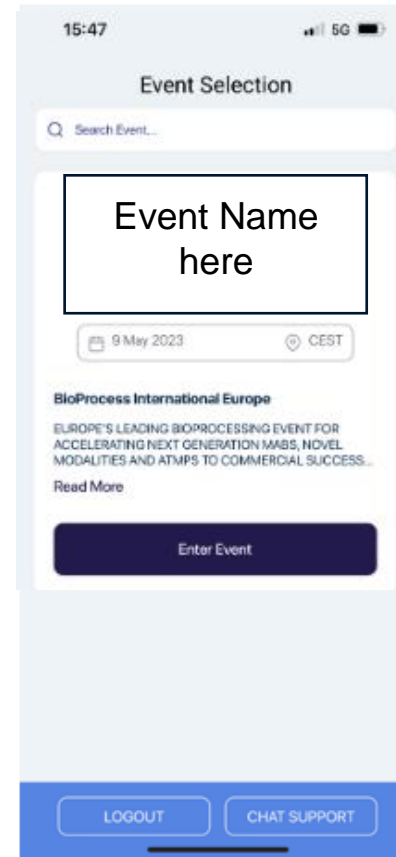 15:47 5G
Event Selection
Search Event...
Event Name
here
9 May 2023 CEST
BioProcess International Europe
EUROPE'S LEADING BIOPROCESSING EVENT FOR
ACCELERATING NEXT GENERATION MABS, NOVEL
MODALITIES AND ATMPS TO COMMERCIAL SUCCESS...
Read More
Enter Event
LOGOUT CHAT SUPPORT